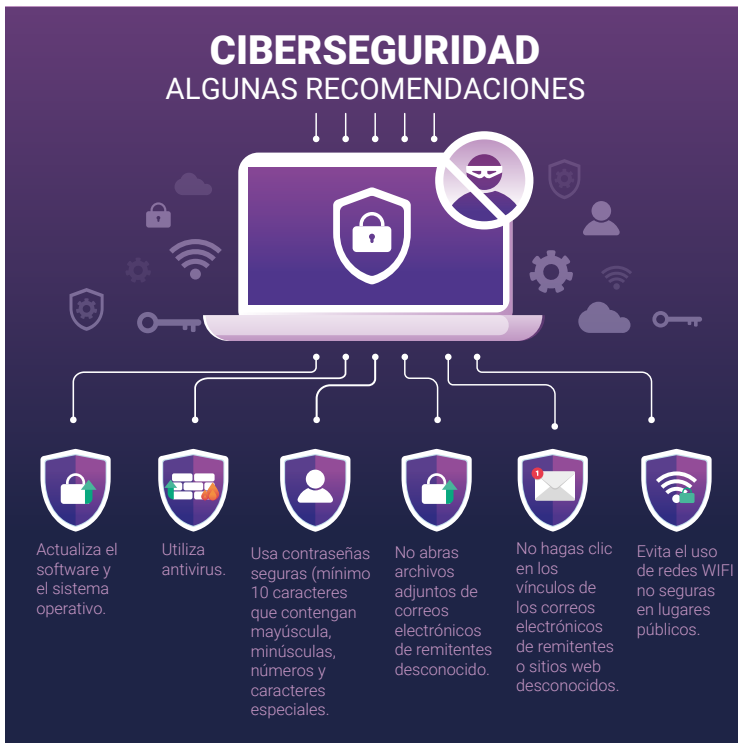 CIBERSEGURIDAD
ALGUNAS RECOMENDACIONES
Actualiza el
software y
el sistema
operativo.
Utiliza
antivirus.
Usa contraseñas
seguras (mínimo
10 caracteres
que contengan
mayúscula,
minúsculas,
números y
caracteres
especiales.
No abras
archivos
adjuntos de
correos
electrónicos
de remitentes
desconocido.
1
No hagas clic
en los
vínculos de
los correos
electrónicos
de remitentes
o sitios web
desconocidos.
Evita el uso
de redes WIFI
no seguras
en lugares
públicos.